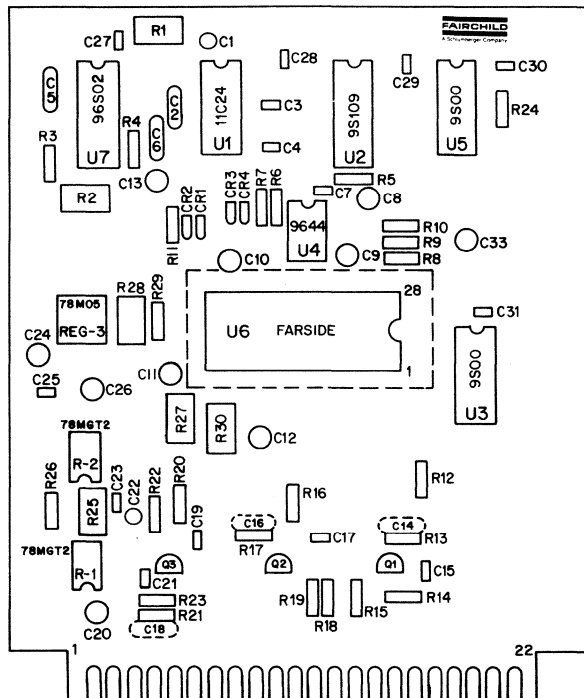 FAIRCHILD
A Schlumberger Company
R1
C27
C1
C28
C29
C30
C5
96S02
U7
R4
C2
C6
11C24
U1
C3
C4
9S109
U2
9S00
U5
R24
R3
C13
R2
R11
CR2
CR1
CR3
CR4
R7
R6
C7
R5
C8
9644
U4
R10
R9
R8
C33
C10
C9
78M05
REG-3
R28
R29
U6 FARSIDE
28
1
C31
9S00
U3
C24
C25
C26
C11
R27
R30
C12
78MGT2
R-2
R26
R25
C23
C22
R22
R20
C19
R16
R12
C16
R17
C17
C14
R13
78MGT2
R-1
Q3
Q2
Q1
C21
C15
R23
R21
C18
C20
R19
R18
R15
R14
1
22